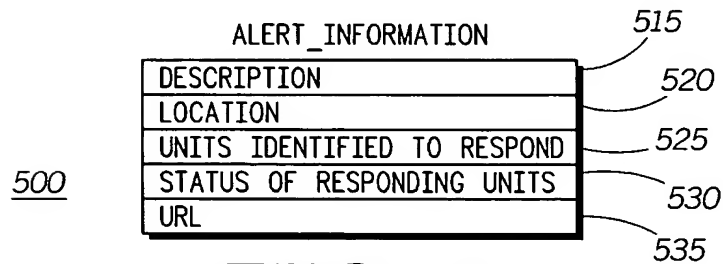 ALERT_INFORMATION
515
DESCRIPTION
520
LOCATION
UNITS IDENTIFIED TO RESPOND
525
500
STATUS OF RESPONDING UNITS
530
URL
535